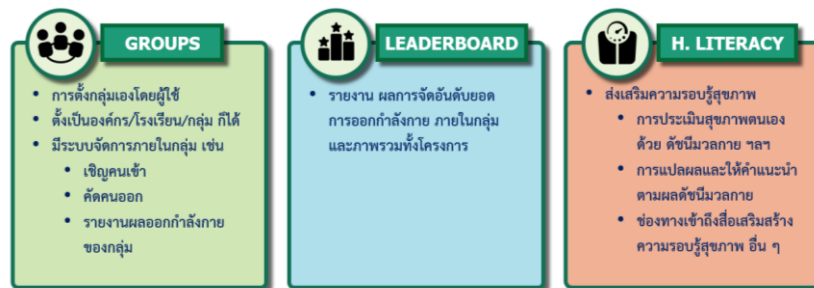 GROUPS
• การตั้งกลุ่มเองโดยผู้ใช้
• ตั้งเป็นองค์กร/โรงเรียน/กลุ่ม ก็ได้
• มีระบบจัดการภายในกลุ่ม เช่น
• เชิญคนเข้า
• คัดคนออก
• รายงานผลออกกำลังกาย
ของกลุ่ม
LEADERBOARD
• รายงาน ผลการจัดอันดับยอด
การออกกำลังกาย ภายในกลุ่ม
และภาพรวมทั้งโครงการ
H. LITERACY
• ส่งเสริมความรอบรู้สุขภาพ
• การประเมินสุขภาพตนเอง
ด้วย ดัชนีมวลกาย ฯลฯ
• การแปลผลและให้คำแนะนำ
ตามผลดัชนีมวลกาย
• ช่องทางเข้าถึงสื่อเสริมสร้าง
ความรอบรู้สุขภาพ อื่น ๆ